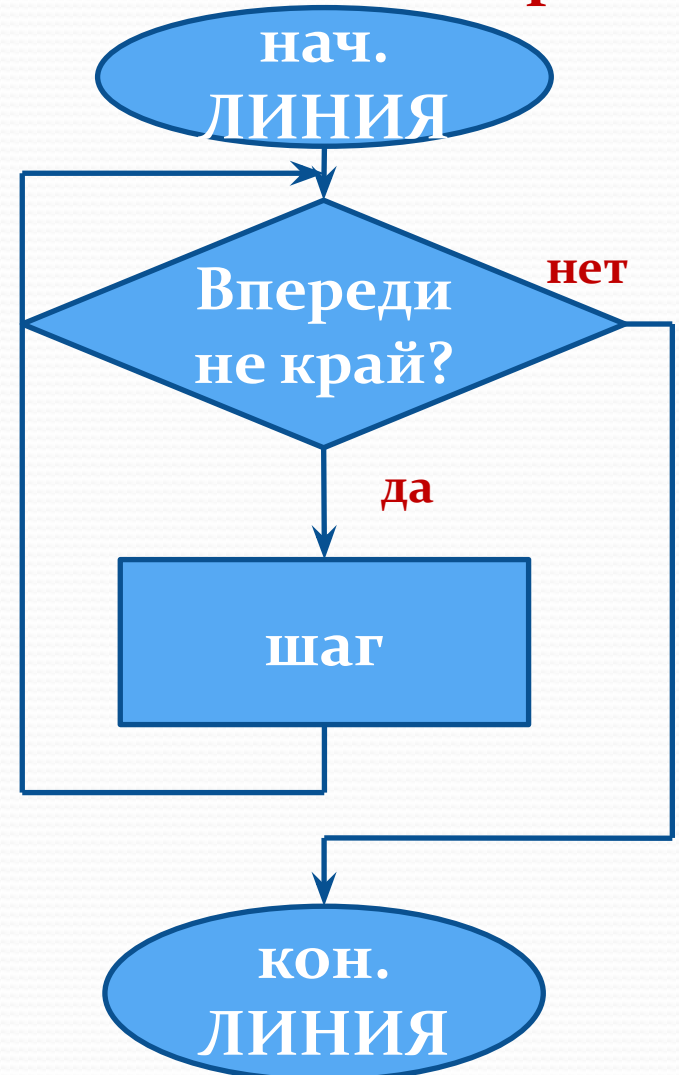 нач.
ЛИНИЯ
Впереди
не край?
нет
да
шаг
кон.
ЛИНИЯ